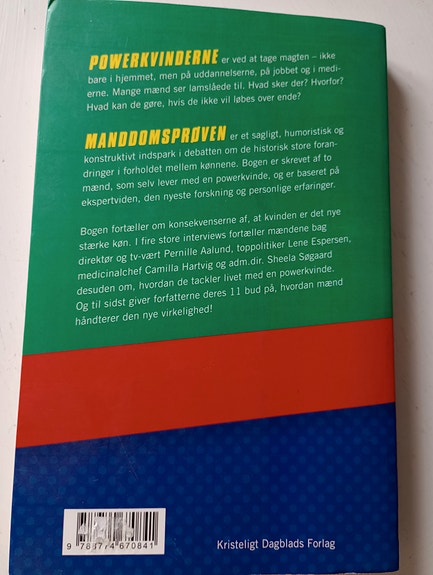 POWERKVINDERNE er ved at tage magten – ikke
bare i hjemmet, men på uddannelserne, på jobbet og i medi-
erne. Mange mænd ser lamslåede til. Hvad sker der? Hvorfor?
Hvad kan de gøre, hvis de ikke vil løbes over ende?
MANDDOMSPRØVEN er et sagligt, humoristisk og
konstruktivt indspark i debatten om de historisk store foran-
dringer i forholdet mellem kønnene. Bogen er skrevet af to
mænd, som selv lever med en powerkvinde, og er baseret på
ekspertviden, den nyeste forskning og personlige erfaringer.
Bogen fortæller om konsekvenserne af, at kvinden er det nye
stærke køn. I fire store interviews fortæller mændene bag
direktør og tv-vært Pernille Aalund, toppolitiker Lene Espersen,
medicinalchef Camilla Hartvig og adm.dir. Sheela Søgaard
desuden om, hvordan de tackler livet med en powerkvinde.
Og til sidst giver forfatterne deres 11 bud på, hvordan mænd
håndterer den nye virkelighed!
9 788774 670841
Kristeligt Dagblads Forlag